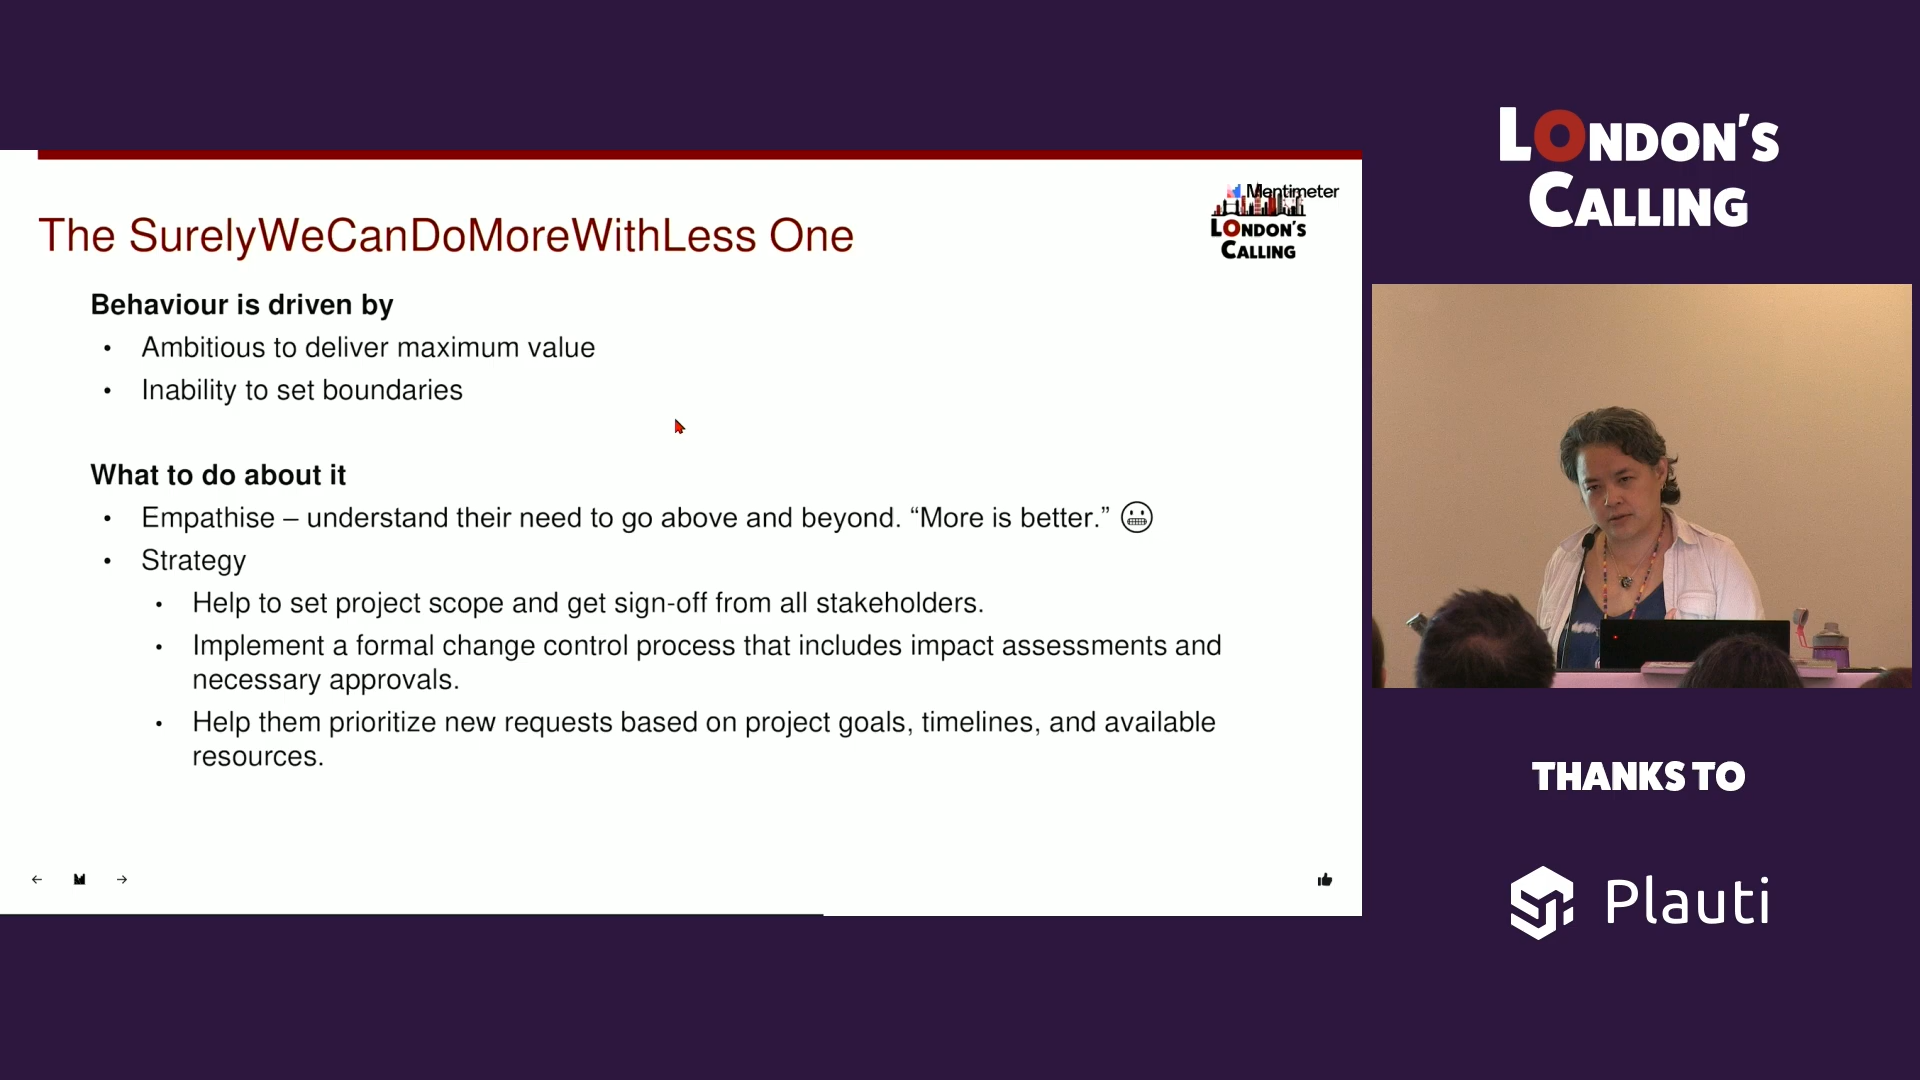 Mentimeter
LONDON'S
CALLING
The SurelyWeCanDoMoreWithLess One
Behaviour is driven by
• Ambitious to deliver maximum value
• Inability to set boundaries
What to do about it
• Empathise – understand their need to go above and beyond. “More is better.” 😬
• Strategy
• Help to set project scope and get sign-off from all stakeholders.
• Implement a formal change control process that includes impact assessments and
necessary approvals.
• Help them prioritize new requests based on project goals, timelines, and available
resources.
LONDON'S
CALLING
THANKS TO
Plauti